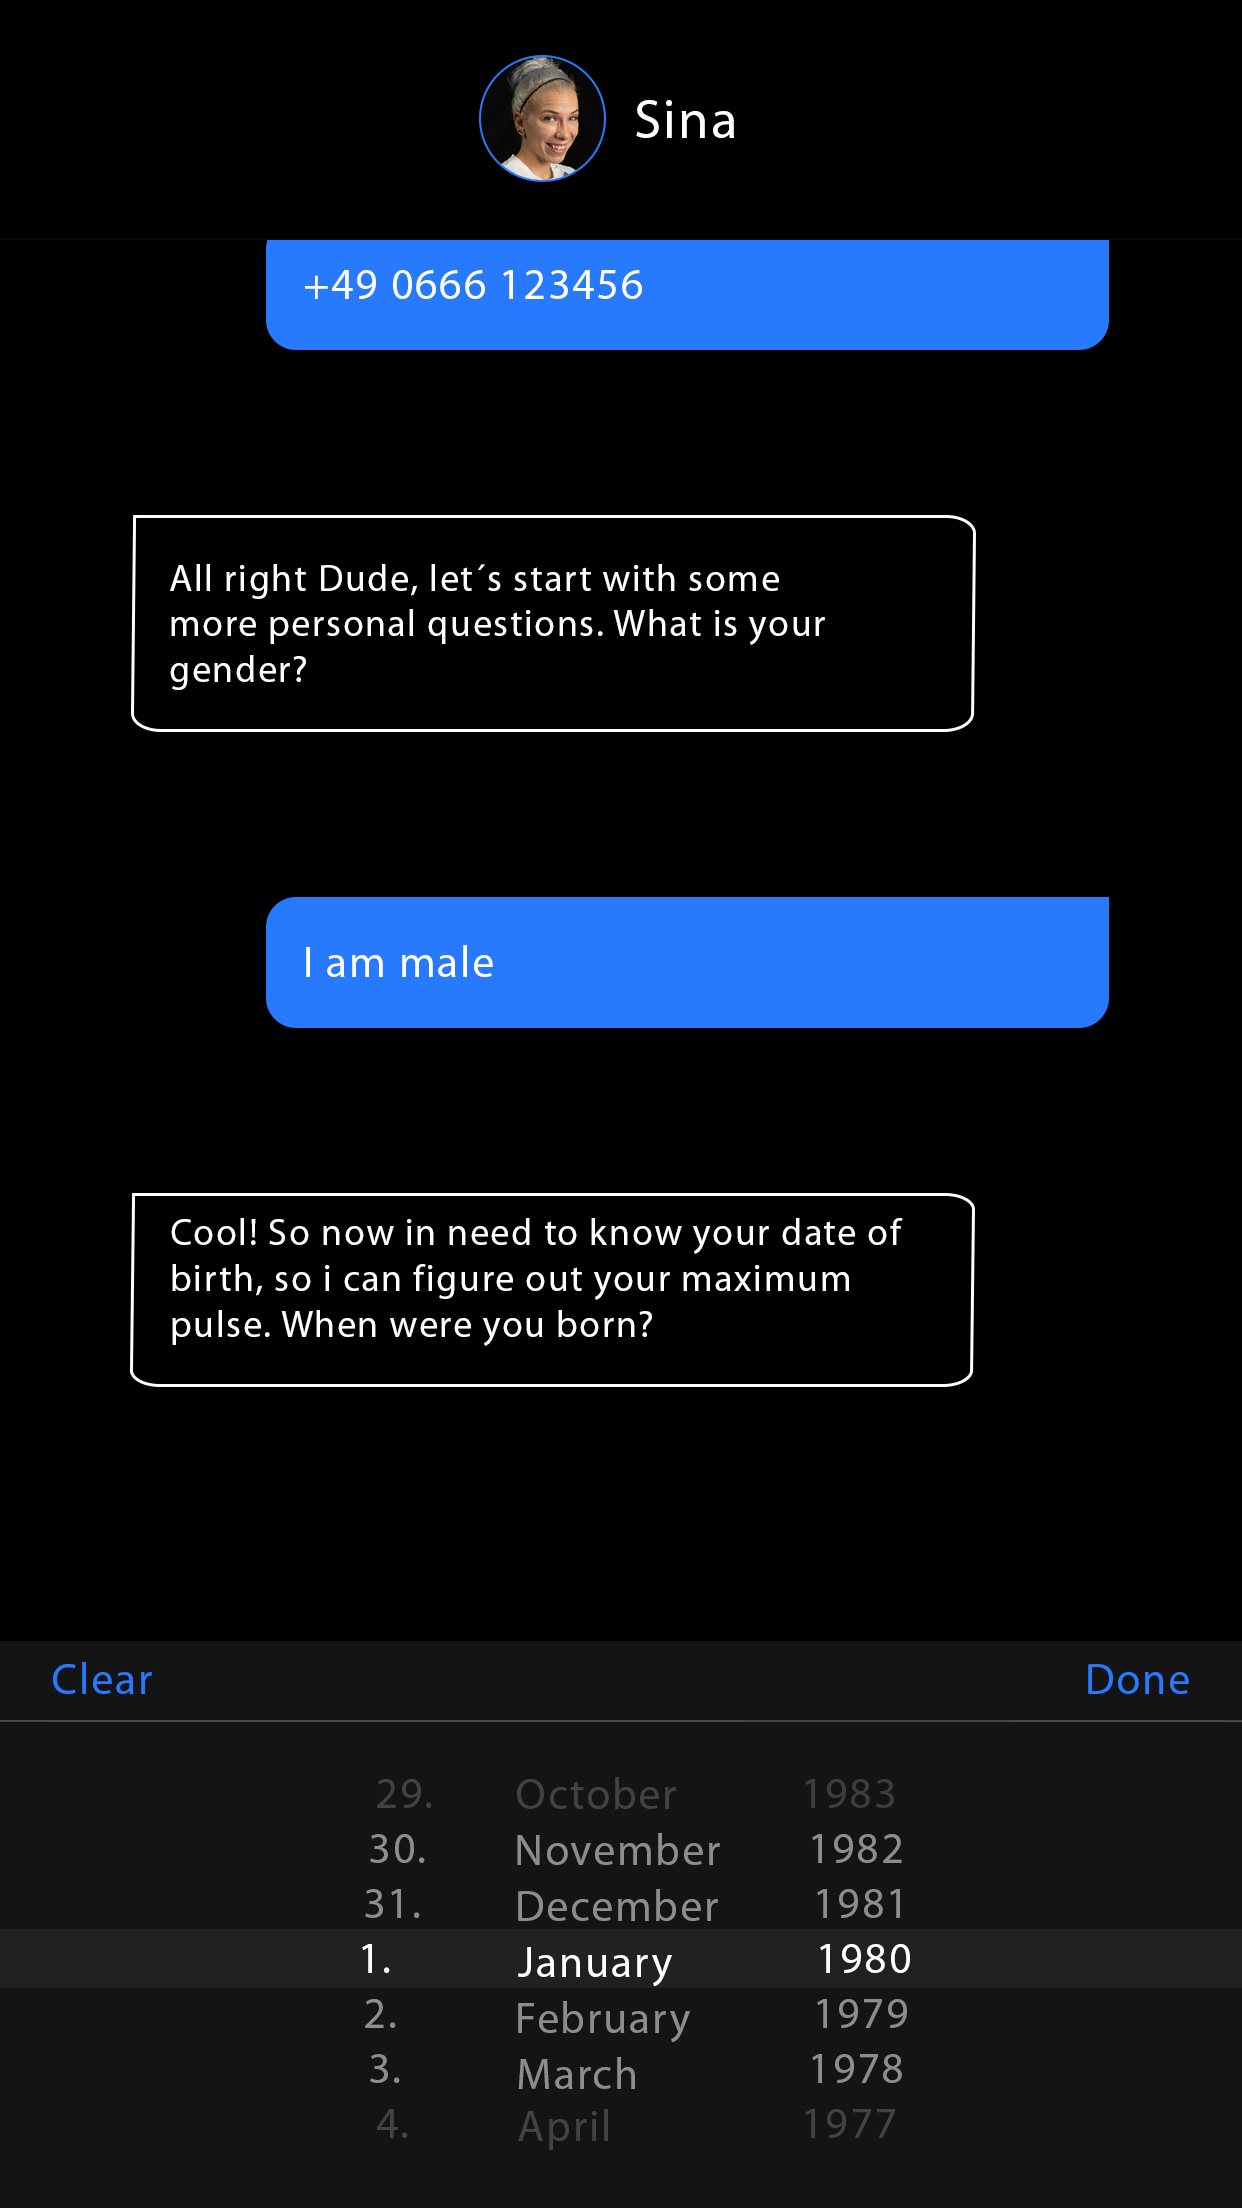 Sina
+49 0666 123456
All right Dude, let´s start with some
more personal questions. What is your
gender?
I am male
Cool! So now in need to know your date of
birth, so i can figure out your maximum
pulse. When were you born?
Clear Done
29. October 1983
30. November 1982
31. December 1981
1. January 1980
2. February 1979
3. March 1978
4. April 1977